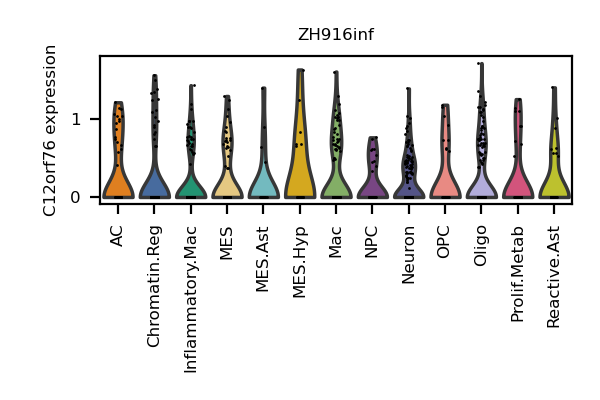 ZH916inf
C12orf76 expression
1
0
AC
Chromatin.Reg
Inflammatory.Mac
MES
MES.Ast
MES.Hyp
Mac
NPC
Neuron
OPC
Oligo
Prolif.Metab
Reactive.Ast